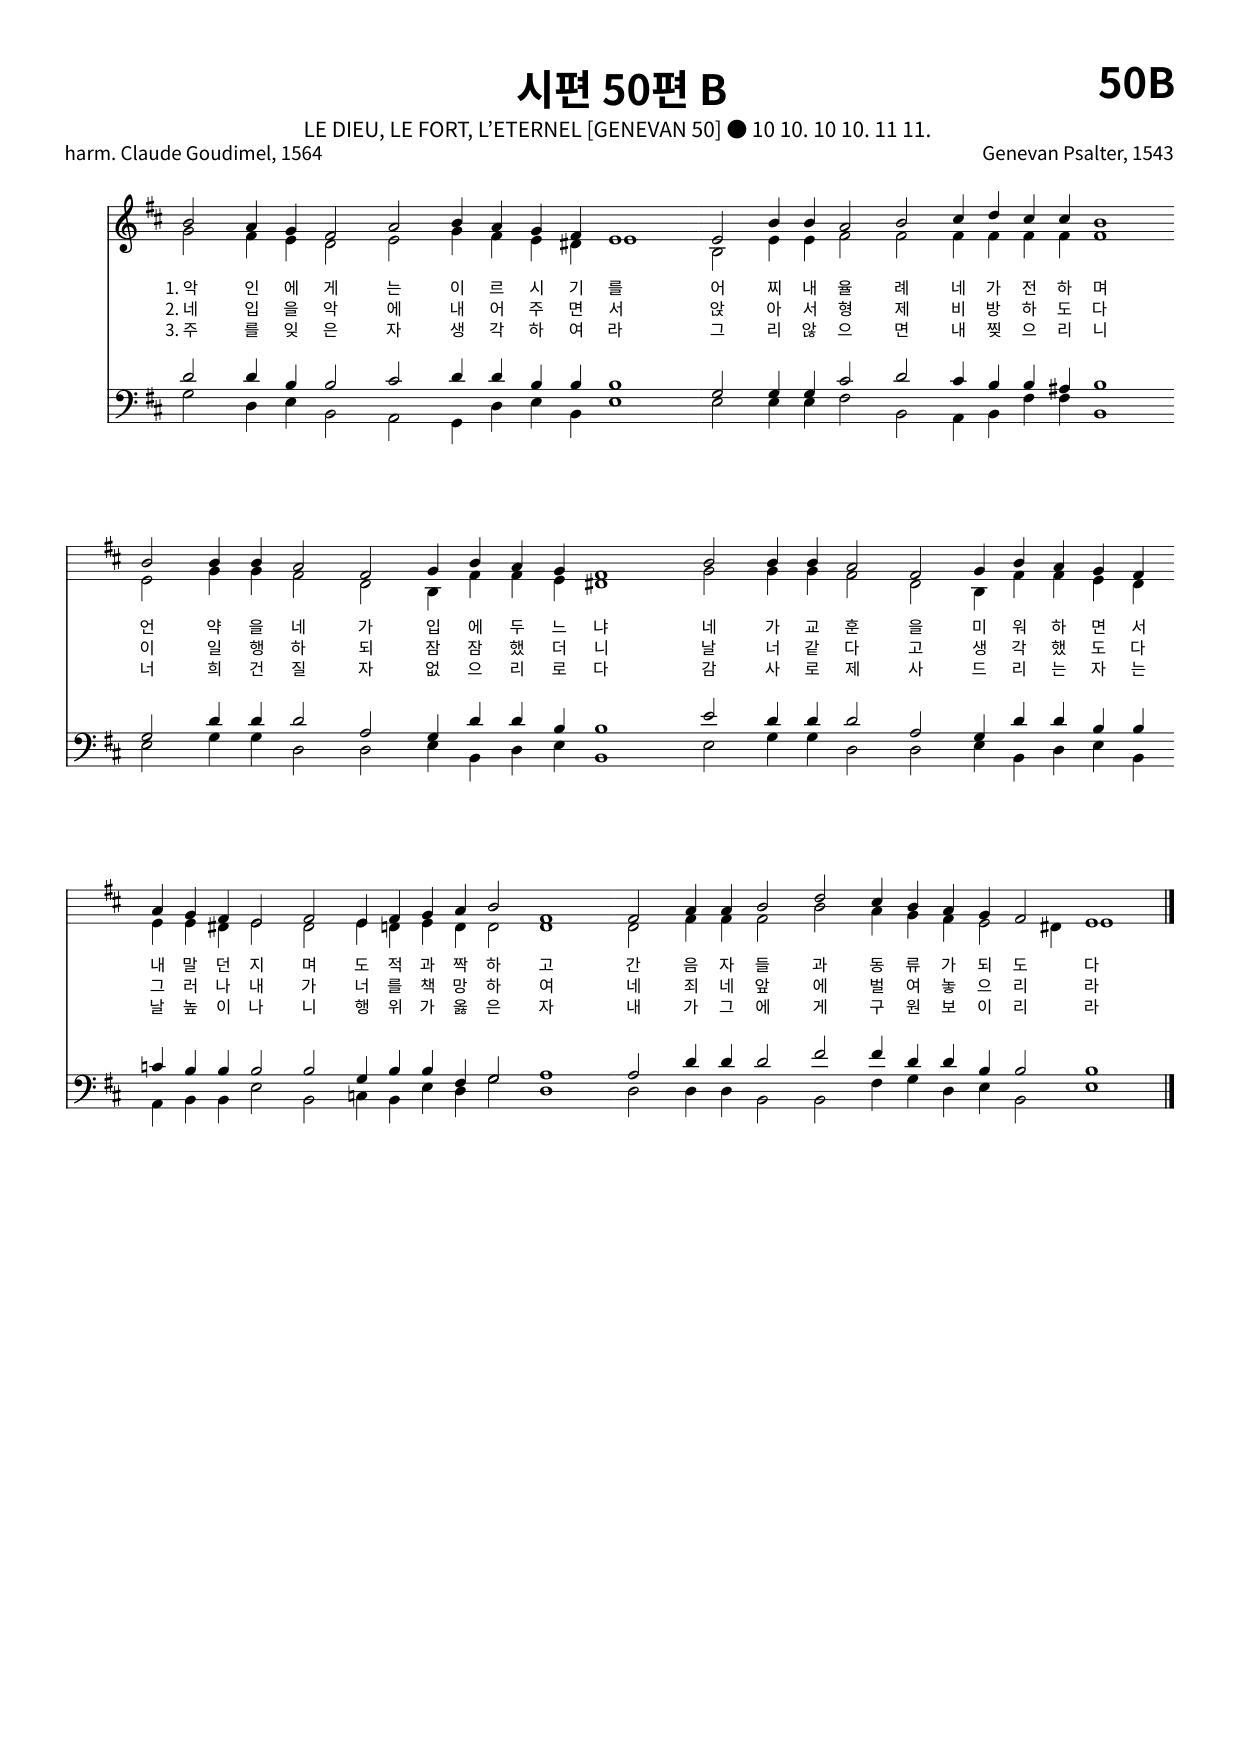 시편 50편 B
50B
LE DIEU, LE FORT, L’ETERNEL [GENEVAN 50] ● 10 10. 10 10. 11 11.
harm. Claude Goudimel, 1564
Genevan Psalter, 1543
1. 악 인 에 게 는 이 르 시 기 를 어 찌 내 율 례 네 가 전 하 며
2. 네 입 을 악 에 내 어 주 면 서 앉 아 서 형 제 비 방 하 도 다
3. 주 를 잊 은 자 생 각 하 여 라 그 리 않 으 면 내 찢 으 리 니
언 약 을 네 가 입 에 두 느 냐 네 가 교 훈 을 미 워 하 면 서
이 일 행 하 되 잠 잠 했 더 니 날 너 같 다 고 생 각 했 도 다
너 희 건 질 자 없 으 리 로 다 감 사 로 제 사 드 리 는 자 는
내 말 던 지 며 도 적 과 짝 하 고 간 음 자 들 과 동 류 가 되 도 다
그 러 나 내 가 너 를 책 망 하 여 네 죄 네 앞 에 벌 여 놓 으 리 라
날 높 이 나 니 행 위 가 옳 은 자 내 가 그 에 게 구 원 보 이 리 라